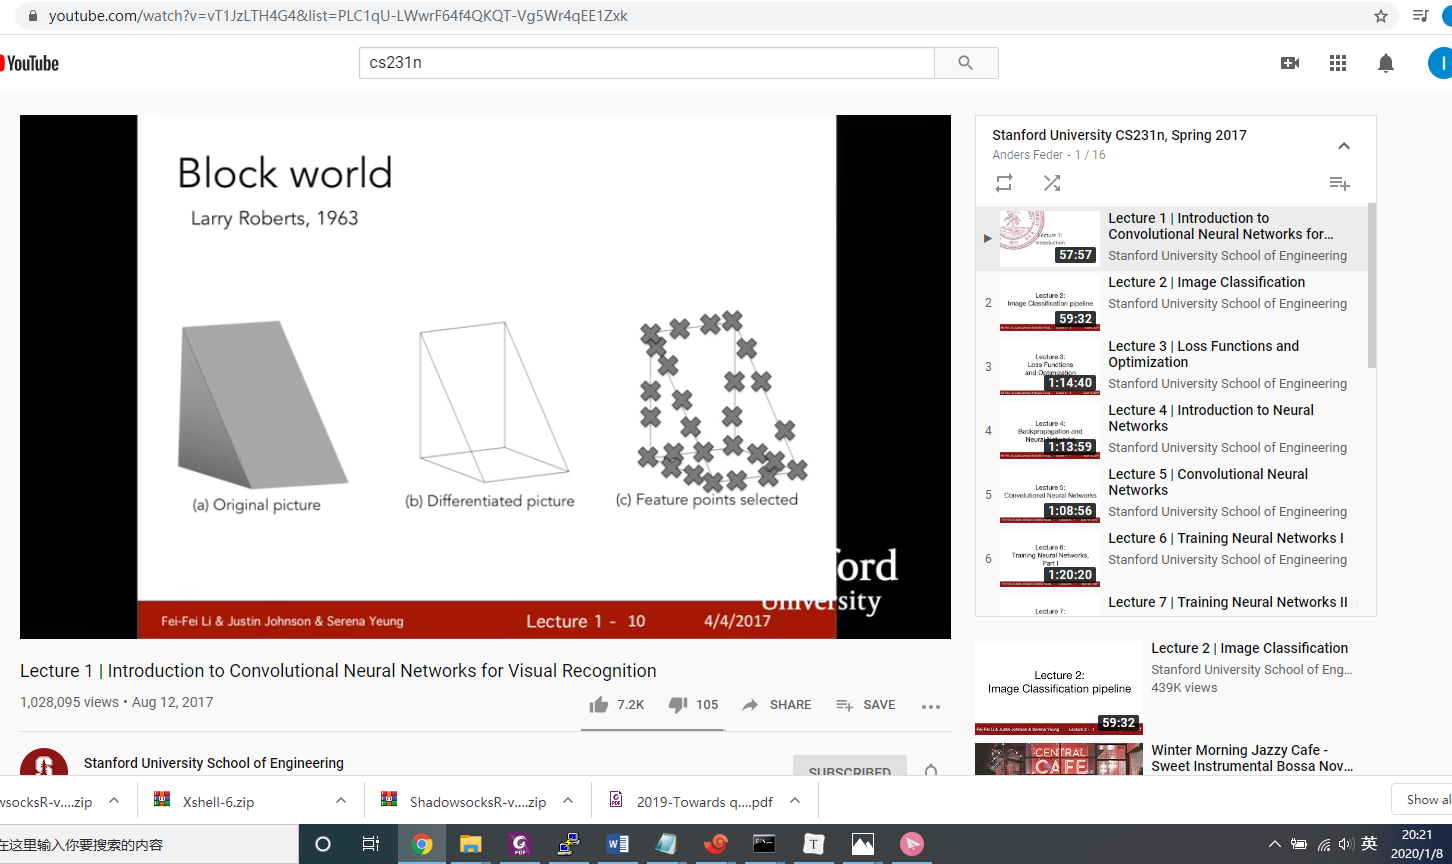 youtube.com/watch?v=vT1JzLTH4G4&list=PLC1qU-LWwrF64f4QKQT-Vg5Wr4qEE1Zxk
YouTube
cs231n
I
Block world
Larry Roberts, 1963
(a) Original picture
(b) Differentiated picture
(c) Feature points selected
Fei-Fei Li & Justin Johnson & Serena Yeung
Lecture 1 - 10
4/4/2017
ford
University
Lecture 1 | Introduction to Convolutional Neural Networks for Visual Recognition
1,028,095 views • Aug 12, 2017
7.2K
105
SHARE
SAVE
Stanford University School of Engineering
SUBSCRIBED
Stanford University CS231n, Spring 2017
Anders Feder - 1 / 16
Lecture 1:
Introduction
57:57
Lecture 1 | Introduction to
Convolutional Neural Networks for...
Stanford University School of Engineering
2
Lecture 2:
Image Classification pipeline
59:32
Lecture 2 | Image Classification
Stanford University School of Engineering
3
Lecture 3:
Loss Functions
and Optimization
1:14:40
Lecture 3 | Loss Functions and
Optimization
Stanford University School of Engineering
4
Lecture 4:
Backpropagation and
1:13:59
Lecture 4 | Introduction to Neural
Networks
Stanford University School of Engineering
5
Lecture 5:
Convolutional Neural Networks
1:08:56
Lecture 5 | Convolutional Neural
Networks
Stanford University School of Engineering
6
Lecture 6:
Training Neural Networks,
Part I
1:20:20
Lecture 6 | Training Neural Networks I
Stanford University School of Engineering
Lecture 7:
Lecture 7 | Training Neural Networks II
Lecture 2:
Image Classification pipeline
Fei-Fei Li & Justin Johnson & Serena Yeung
Lecture 2 - 1
59:32
Lecture 2 | Image Classification
Stanford University School of Eng...
439K views
CENTRAL
CAFE
Winter Morning Jazzy Cafe -
Sweet Instrumental Bossa Nov...
wsocksR-v....zip
Xshell-6.zip
ShadowsocksR-v....zip
2019-Towards q....pdf
Show al
在这里输入你要搜索的内容
PDF
W
T
英
20:21
2020/1/8